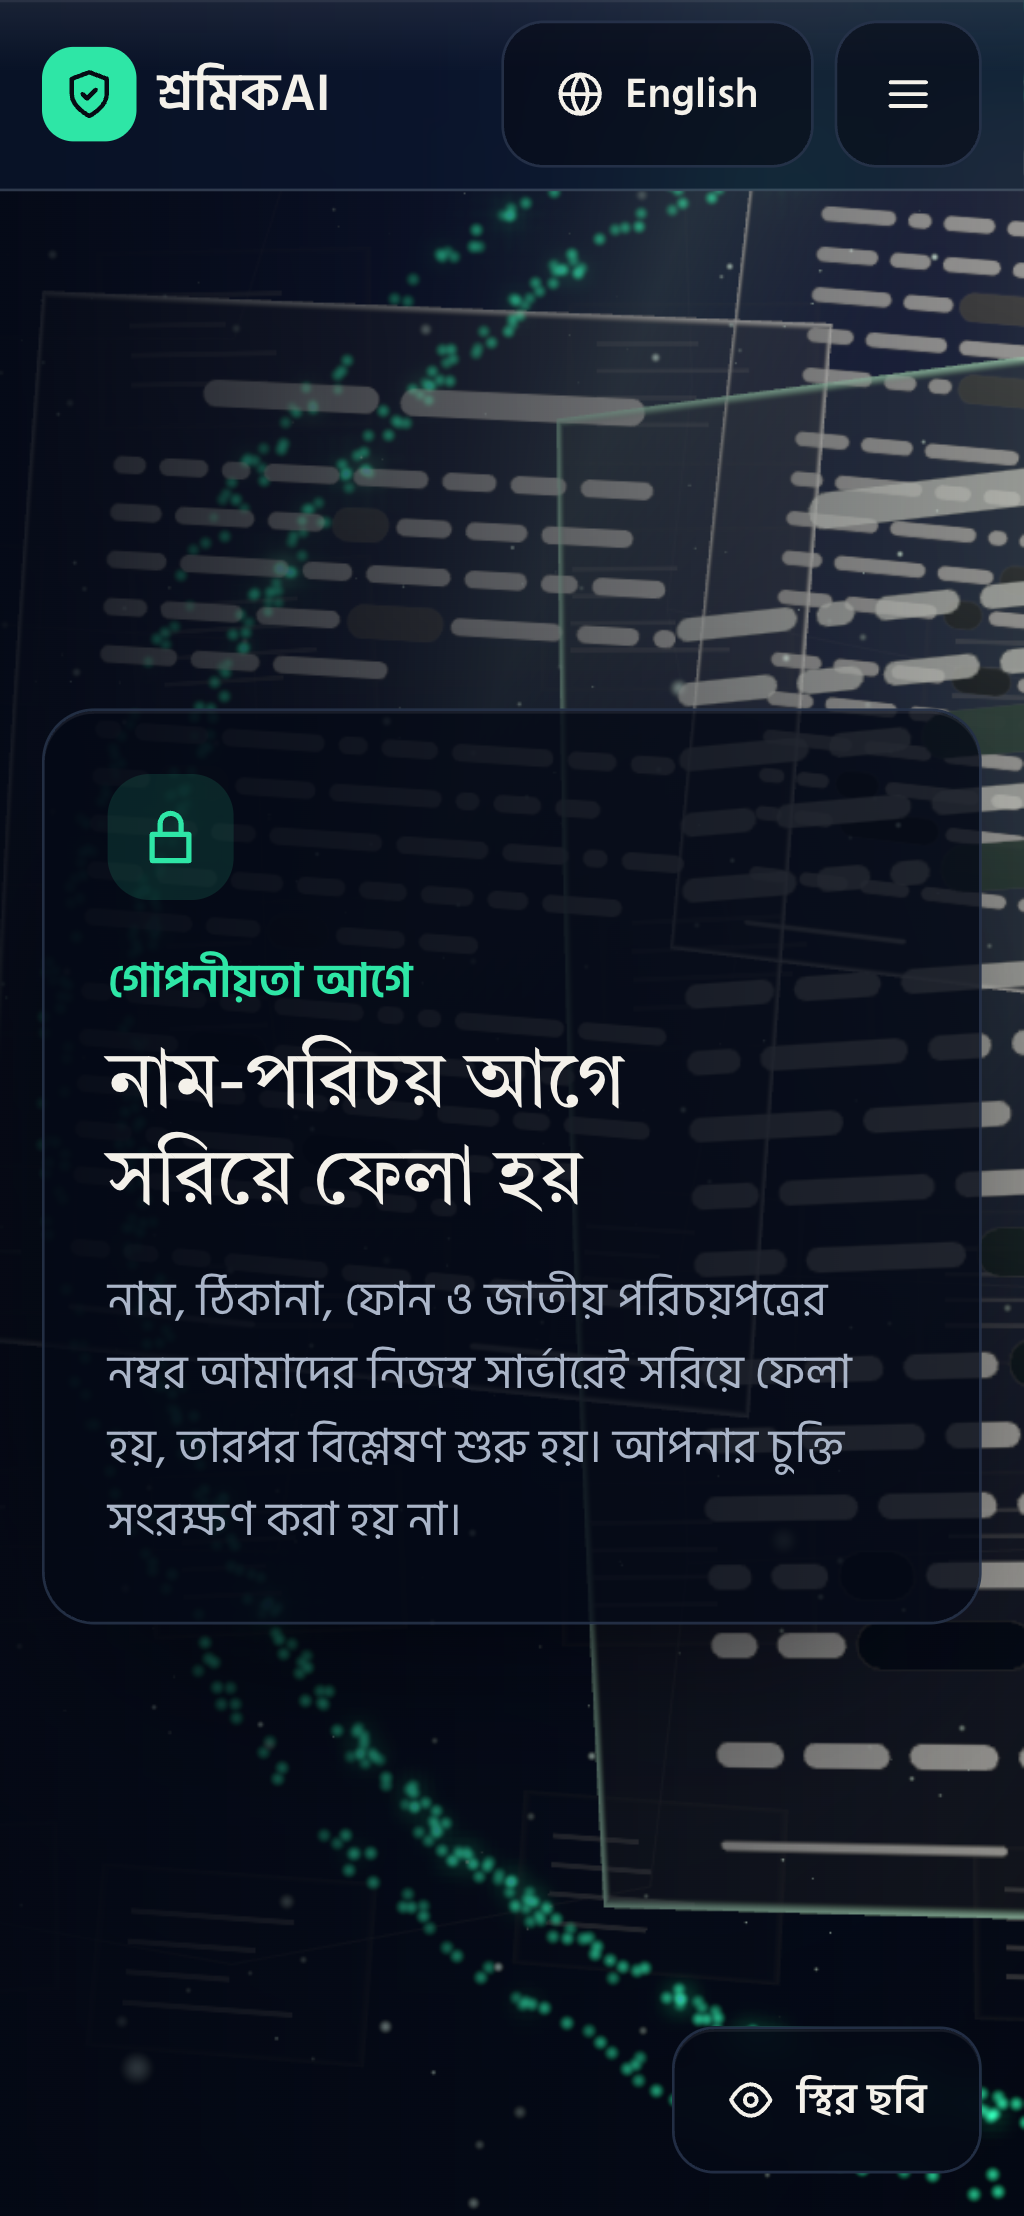 শ্রমিকAI
English
গোপনীয়তা আগে
নাম-পরিচয় আগে
সরিয়ে ফেলা হয়
নাম, ঠিকানা, ফোন ও জাতীয় পরিচয়পত্রের
নম্বর আমাদের নিজস্ব সার্ভারেই সরিয়ে ফেলা
হয়, তারপর বিশ্লেষণ শুরু হয়। আপনার চুক্তি
সংরক্ষণ করা হয় না।
স্থির ছবি